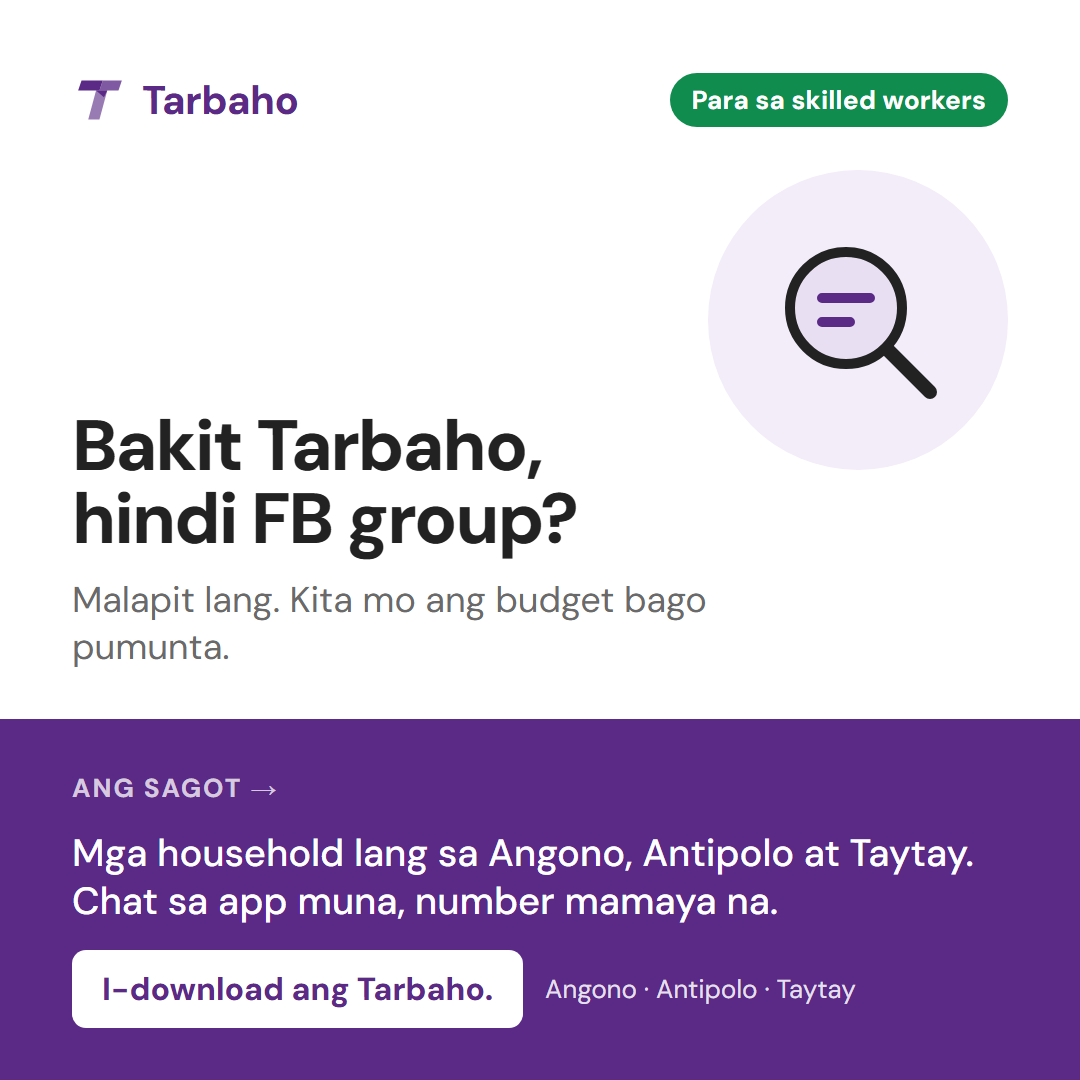 Tarbaho
Para sa skilled workers
Bakit Tarbaho,
hindi FB group?
Malapit lang. Kita mo ang budget bago
pumunta.
ANG SAGOT →
Mga household lang sa Angono, Antipolo at Taytay.
Chat sa app muna, number mamaya na.
I-download ang Tarbaho.
Angono · Antipolo · Taytay